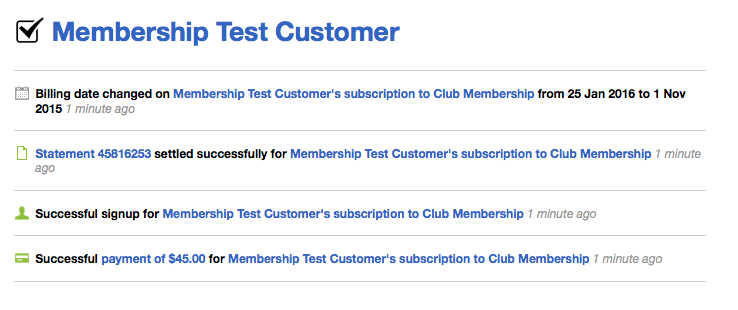 Membership Test Customer
Billing date changed on Membership Test Customer's subscription to Club Membership from 25 Jan 2016 to 1 Nov
2015 1 minute ago
Statement 45816253 settled successfully for Membership Test Customer's subscription to Club Membership 1 minute
ago
Successful signup for Membership Test Customer's subscription to Club Membership 1 minute ago
Successful payment of $45.00 for Membership Test Customer's subscription to Club Membership 1 minute ago